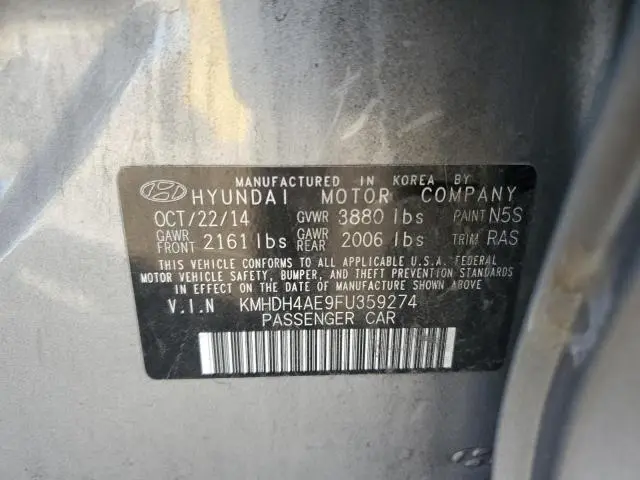 MANUFACTURED IN KOREA BY
HYUNDAI MOTOR COMPANY
OCT/22/14 GVWR 3880 lbs PAINT N5S
GAWR FRONT 2161 lbs GAWR REAR 2006 lbs TRIM RAS
THIS VEHICLE CONFORMS TO ALL APPLICABLE U.S.A. FEDERAL
MOTOR VEHICLE SAFETY, BUMPER, AND THEFT PREVENTION STANDARDS
IN EFFECT ON THE DATE OF MANUFACTURE SHOWN ABOVE
V.I.N KMHDH4AE9FU359274
PASSENGER CAR